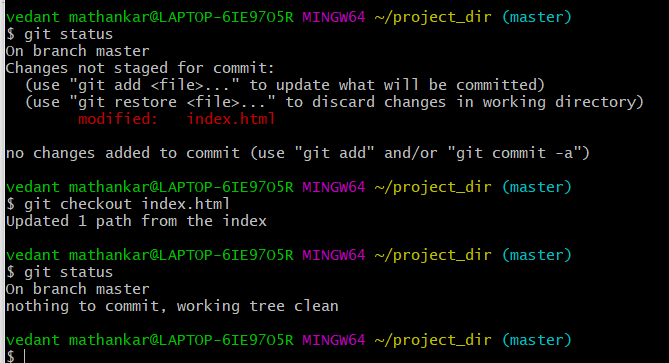 vedant mathankar@LAPTOP-6IE97O5R MINGW64 ~/project_dir (master)
$ git status
On branch master
Changes not staged for commit:
  (use "git add <file>..." to update what will be committed)
  (use "git restore <file>..." to discard changes in working directory)
        modified:   index.html

no changes added to commit (use "git add" and/or "git commit -a")

vedant mathankar@LAPTOP-6IE97O5R MINGW64 ~/project_dir (master)
$ git checkout index.html
Updated 1 path from the index

vedant mathankar@LAPTOP-6IE97O5R MINGW64 ~/project_dir (master)
$ git status
On branch master
nothing to commit, working tree clean

vedant mathankar@LAPTOP-6IE97O5R MINGW64 ~/project_dir (master)
$